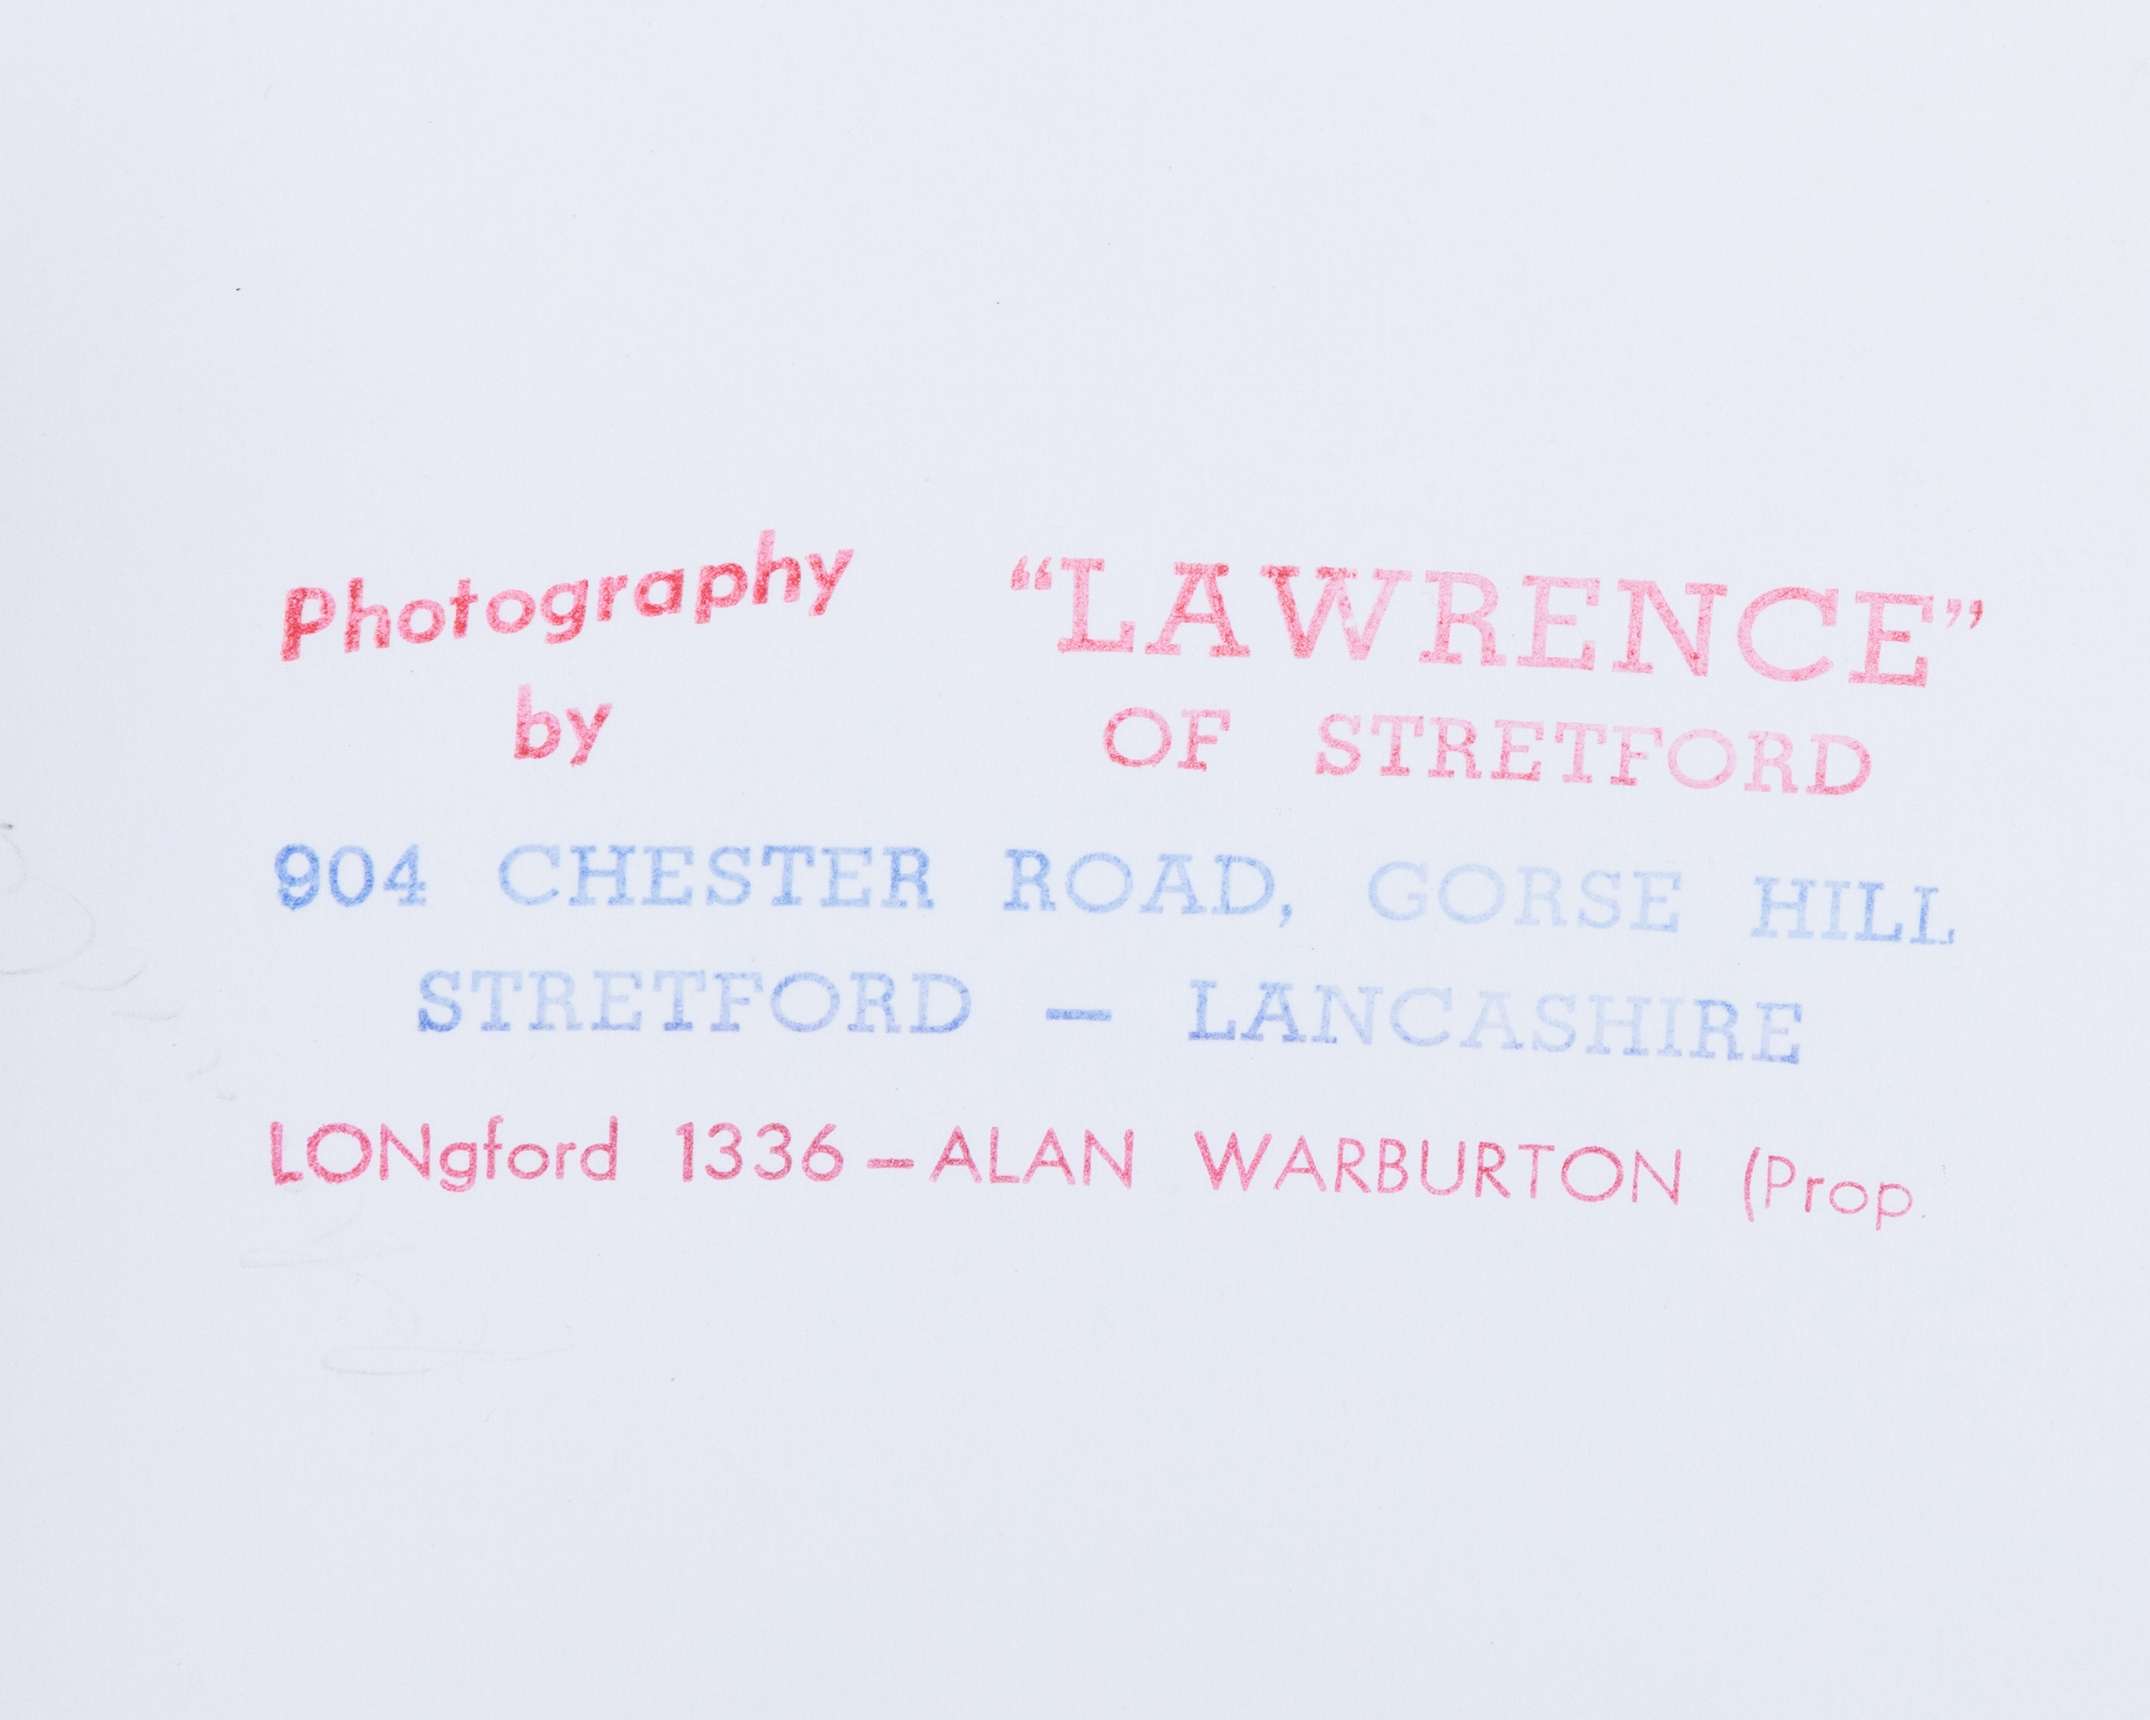 Photography “LAWRENCE”
by OF STRETFORD
904 CHESTER ROAD, GORSE HILL
STRETFORD — LANCASHIRE
LONgford 1336 — ALAN WARBURTON (Prop.